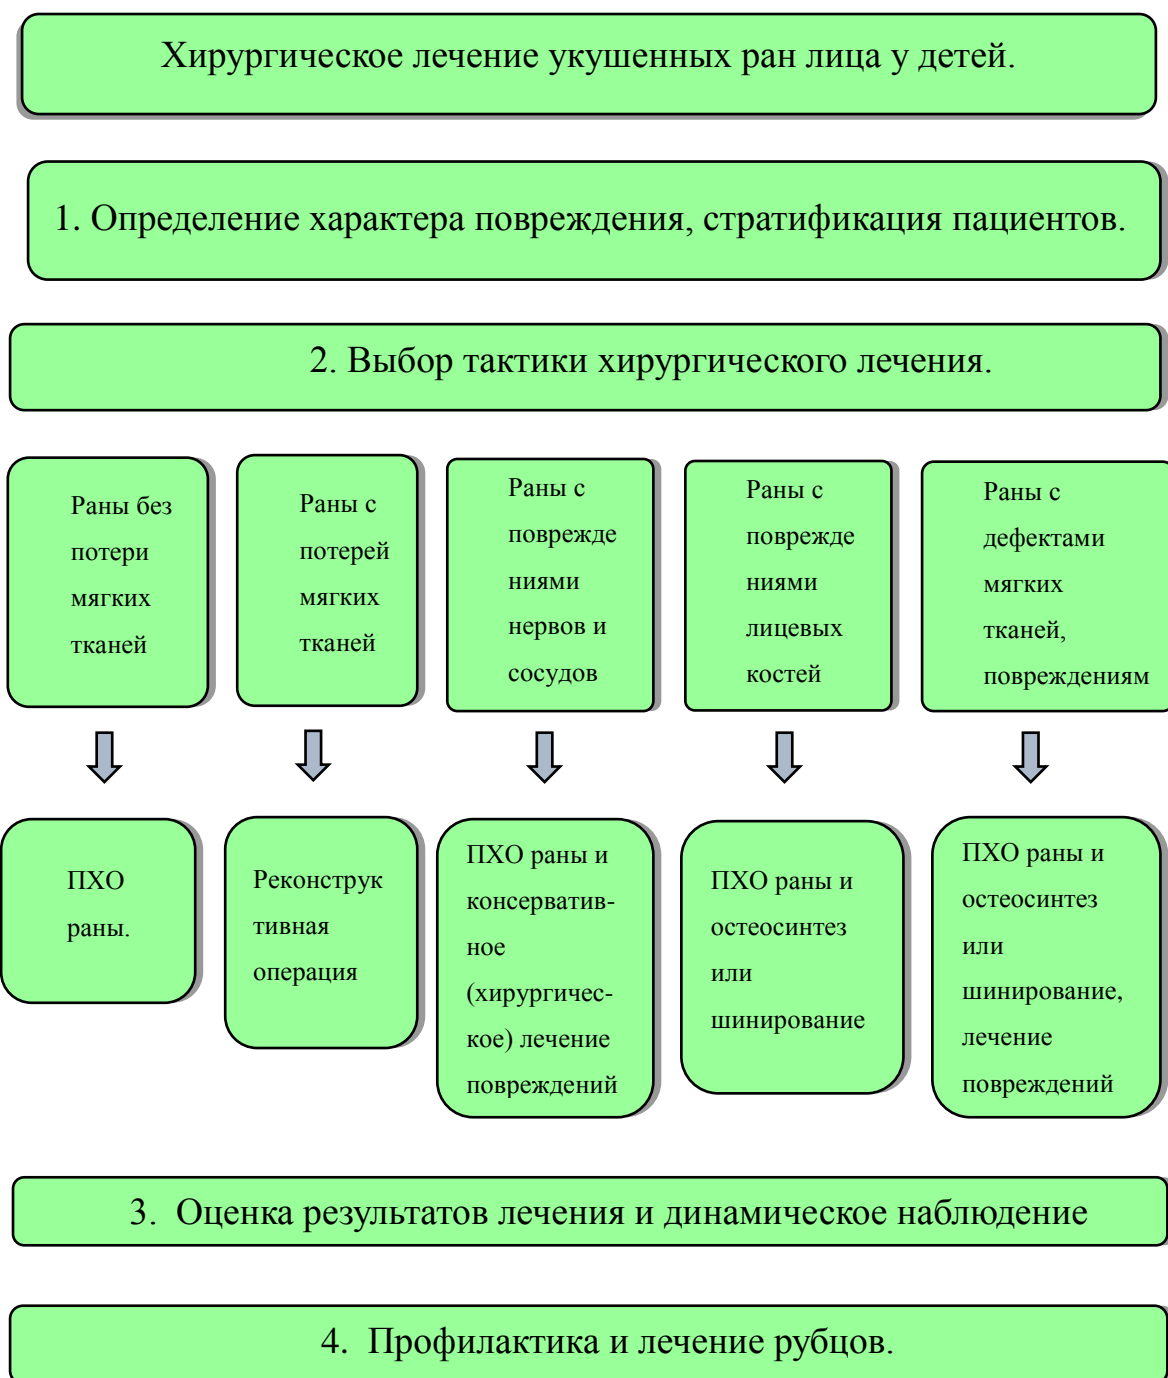 Хирургическое лечение укушенных ран лица у детей.
1. Определение характера повреждения, стратификация пациентов.
2. Выбор тактики хирургического лечения.
Раны без
потери
мягких
тканей
Раны с
потерей
мягких
тканей
Раны с
поврежде
ниями
нервов и
сосудов
Раны с
поврежде
ниями
лицевых
костей
Раны с
дефектами
мягких
тканей,
повреждениям
ПХО
раны.
Реконструк
тивная
операция
ПХО раны и
консерватив-
ное
(хирургичес-
кое) лечение
повреждений
ПХО раны и
остеосинтез
или
шинирование
ПХО раны и
остеосинтез
или
шинирование,
лечение
повреждений
3. Оценка результатов лечения и динамическое наблюдение
4. Профилактика и лечение рубцов.